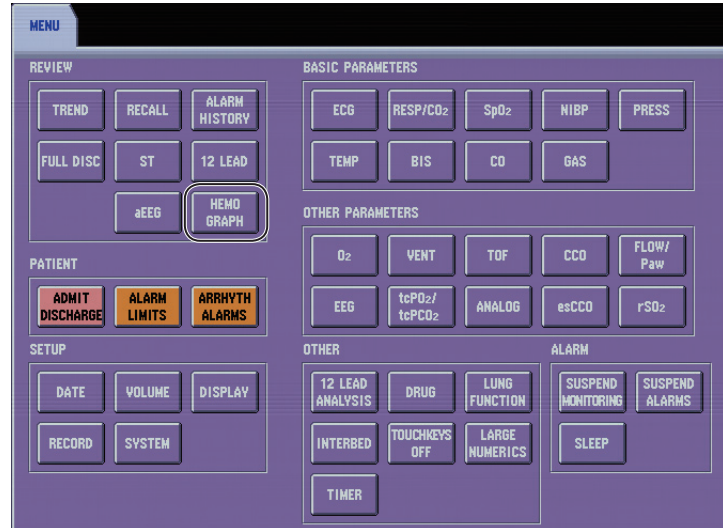 MENU
REVIEW
TREND
RECALL
ALARM
HISTORY
FULL DISC
ST
12 LEAD
aEEG
HEMO
GRAPH
PATIENT
ADMIT
DISCHARGE
ALARM
LIMITS
ARRHYTH
ALARMS
SETUP
DATE
VOLUME
DISPLAY
RECORD
SYSTEM
BASIC PARAMETERS
ECG
RESP/CO₂
SpO₂
NIBP
PRESS
TEMP
BIS
CO
GAS
OTHER PARAMETERS
O₂
VENT
TOF
CCO
FLOW/
Paw
EEG
tcPO₂/
tcPCO₂
ANALOG
esCCO
rSO₂
OTHER
12 LEAD
ANALYSIS
DRUG
LUNG
FUNCTION
INTERBED
TOUCHKEYS
OFF
LARGE
NUMERICS
TIMER
ALARM
SUSPEND
MONITORING
SUSPEND
ALARMS
SLEEP